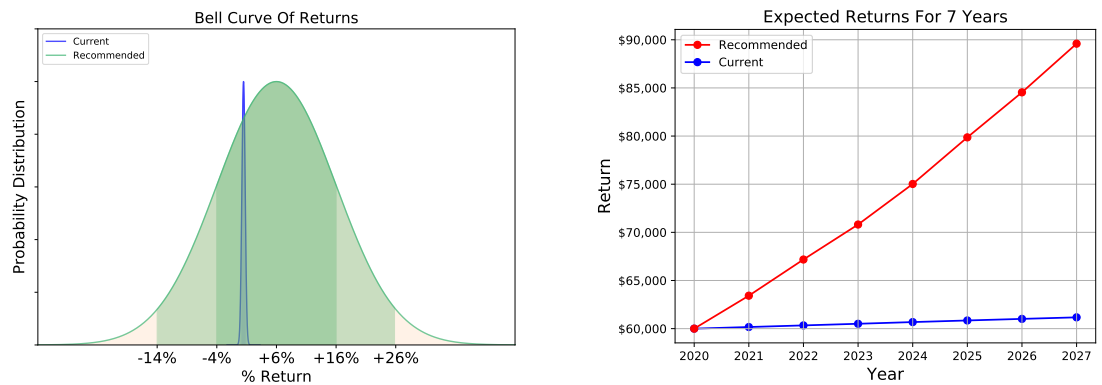 Bell Curve Of Returns
Current
Recommended
Probability Distribution
-14%
-4%
+6%
+16%
+26%
% Return
Expected Returns For 7 Years
Recommended
Current
$90,000
$85,000
$80,000
$75,000
$70,000
$65,000
$60,000
Return
2020
2021
2022
2023
2024
2025
2026
2027
Year